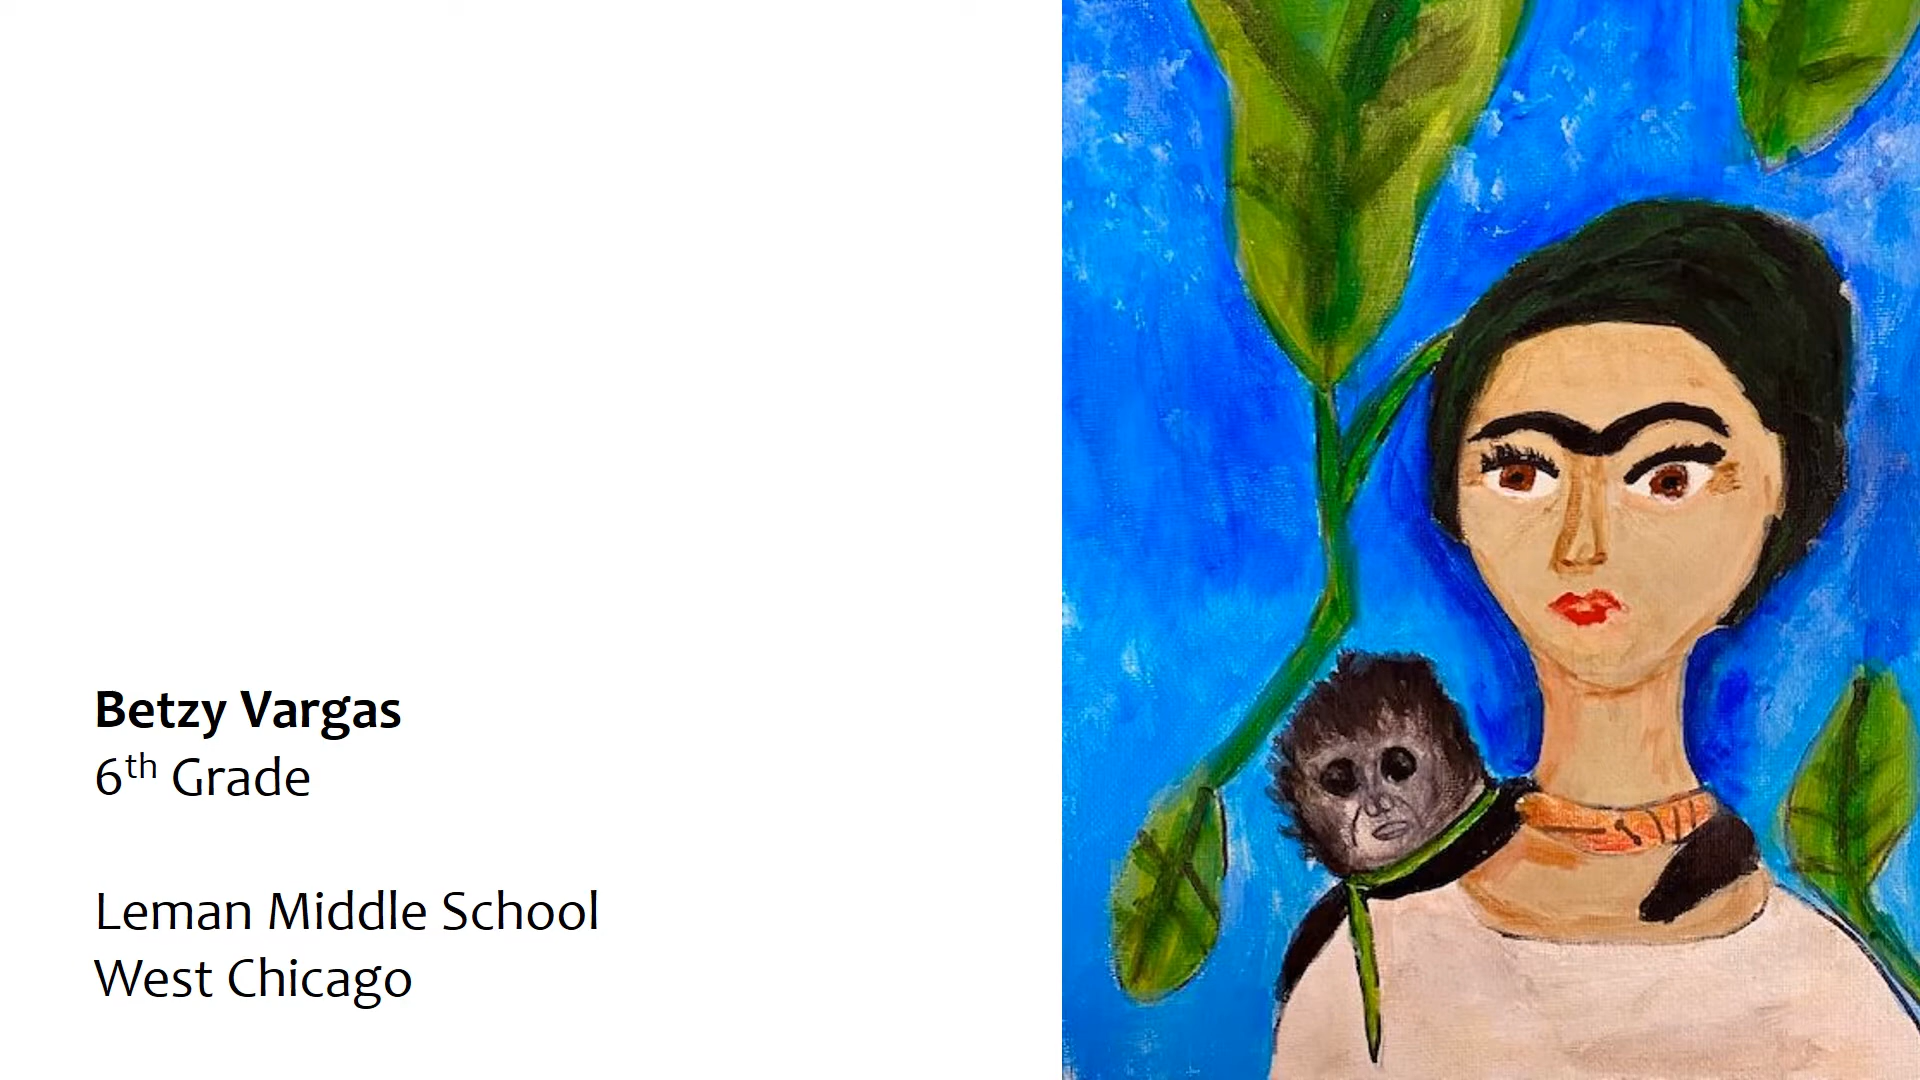 Betzy Vargas
6th Grade
Leman Middle School
West Chicago